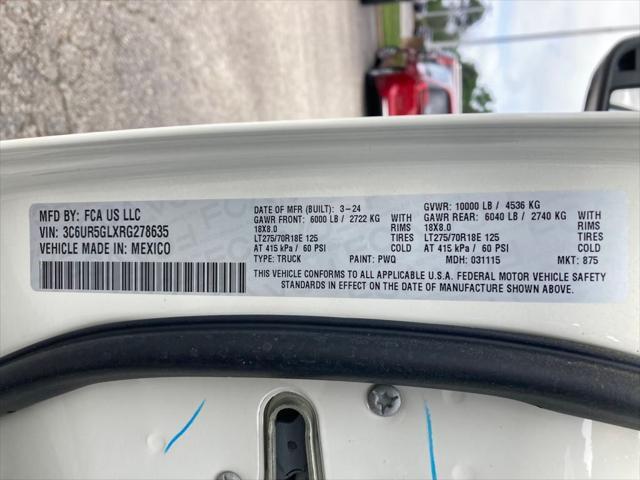 MFD BY: FCA US LLC
VIN: 3C6UR5GLXRG278635
VEHICLE MADE IN: MEXICO
DATE OF MFR (BUILT): 3-24 GVWR: 10000 LB / 4536 KG
GAWR FRONT: 6000 LB / 2722 KG WITH GAWR REAR: 6040 LB / 2740 KG WITH
18X8.0 RIMS 18X8.0 RIMS
LT275/70R18E 125 TIRES LT275/70R18E 125 TIRES
AT 415 kPa / 60 PSI COLD AT 415 kPa / 60 PSI COLD
TYPE: TRUCK PAINT: PWQ MDH: 031115 MKT: 875
THIS VEHICLE CONFORMS TO ALL APPLICABLE U.S.A. FEDERAL MOTOR VEHICLE SAFETY
STANDARDS IN EFFECT ON THE DATE OF MANUFACTURE SHOWN ABOVE.